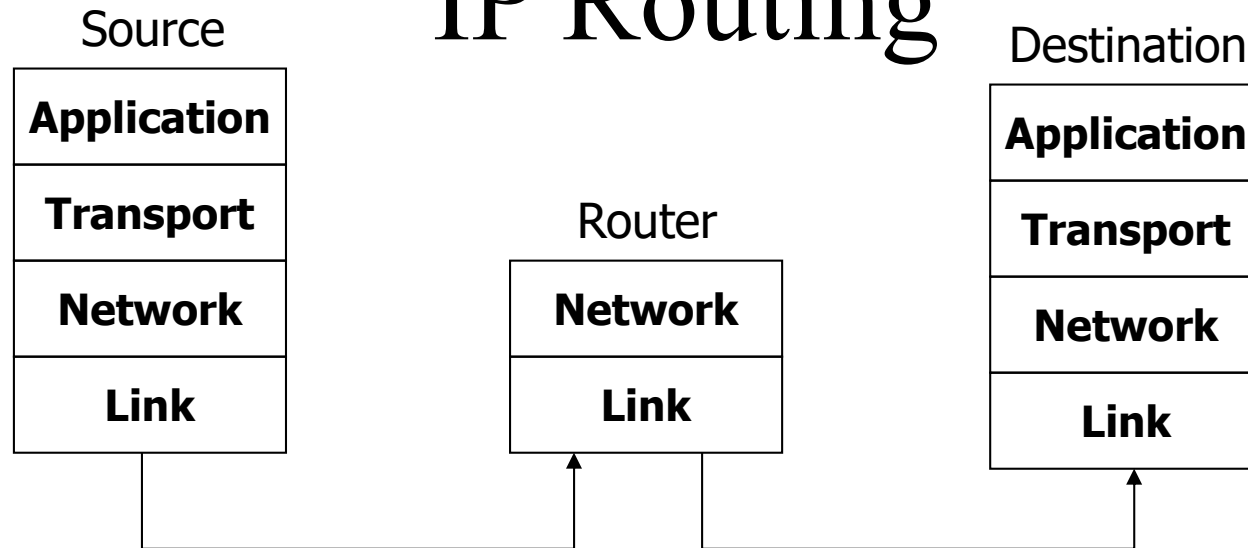 IP Routing
Source
Application
Transport
Network
Link
Router
Network
Link
Destination
Application
Transport
Network
Link